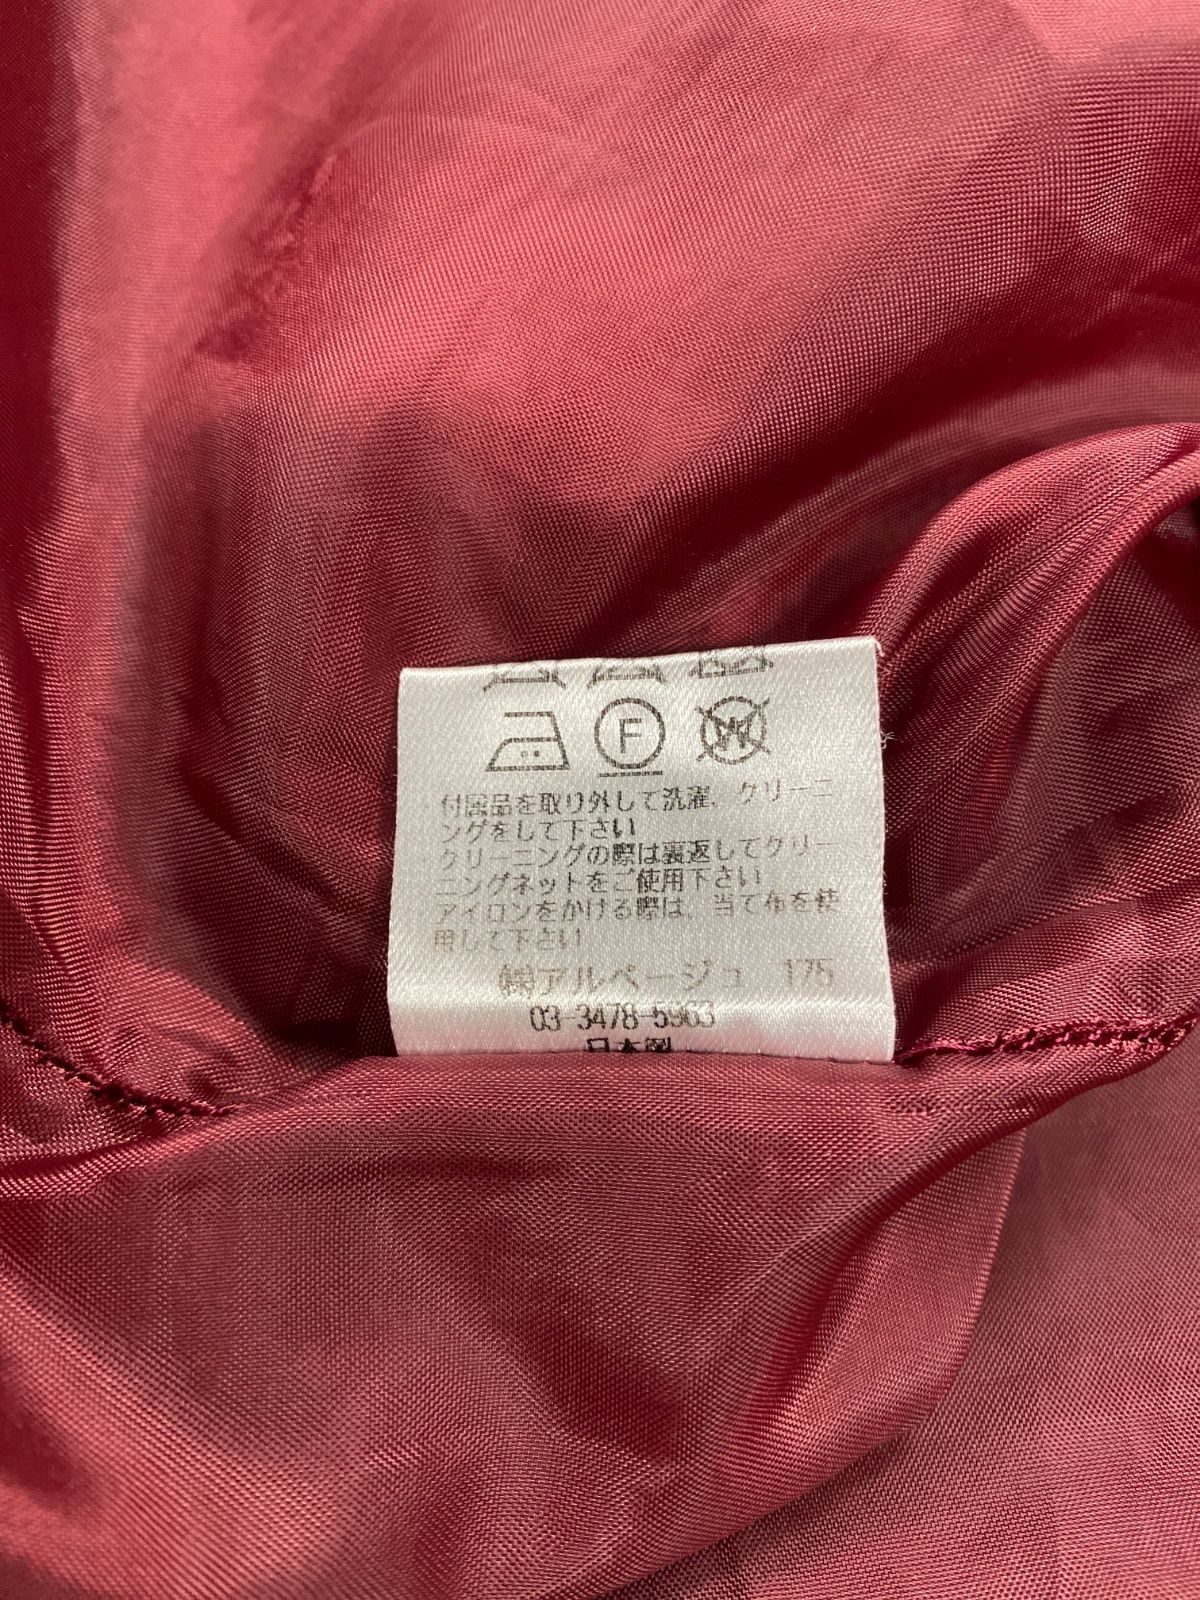 F W
付属品を取り外して洗濯、クリーニ
ングをして下さい
クリーニングの際は裏返してクリー
ニングネットをご使用下さい
アイロンをかける際は、当て布を使
用して下さい
㈱アルページュ 175
03-3478-5963
日本製